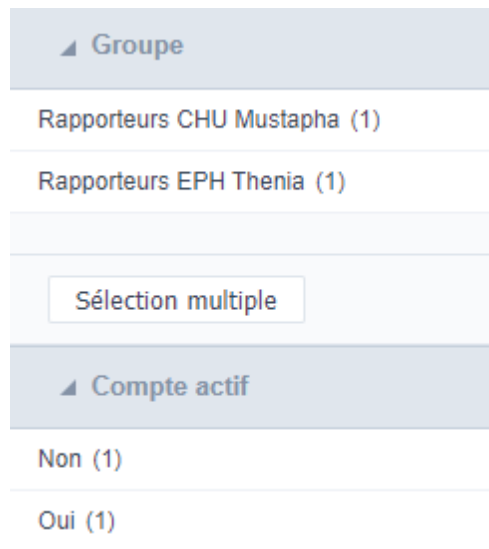 Groupe
Rapporteurs CHU Mustapha (1)
Rapporteurs EPH Thenia (1)
Sélection multiple
Compte actif
Non (1)
Oui (1)